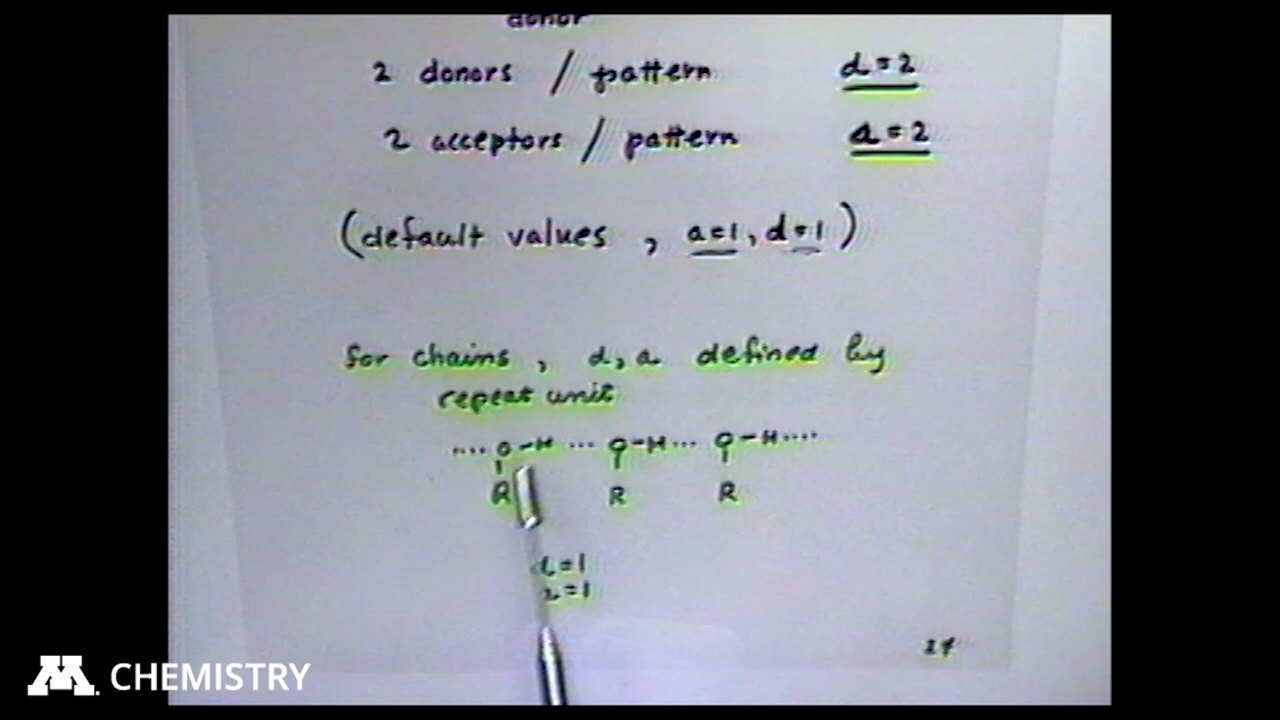 donor
2 donors / pattern d = 2
2 acceptors / pattern a = 2
(default values, a=1, d=1)
for chains, d, a defined by
repeat unit
.... O-H ... O-H ... O-H ....
R R R
=1
=1
M. CHEMISTRY